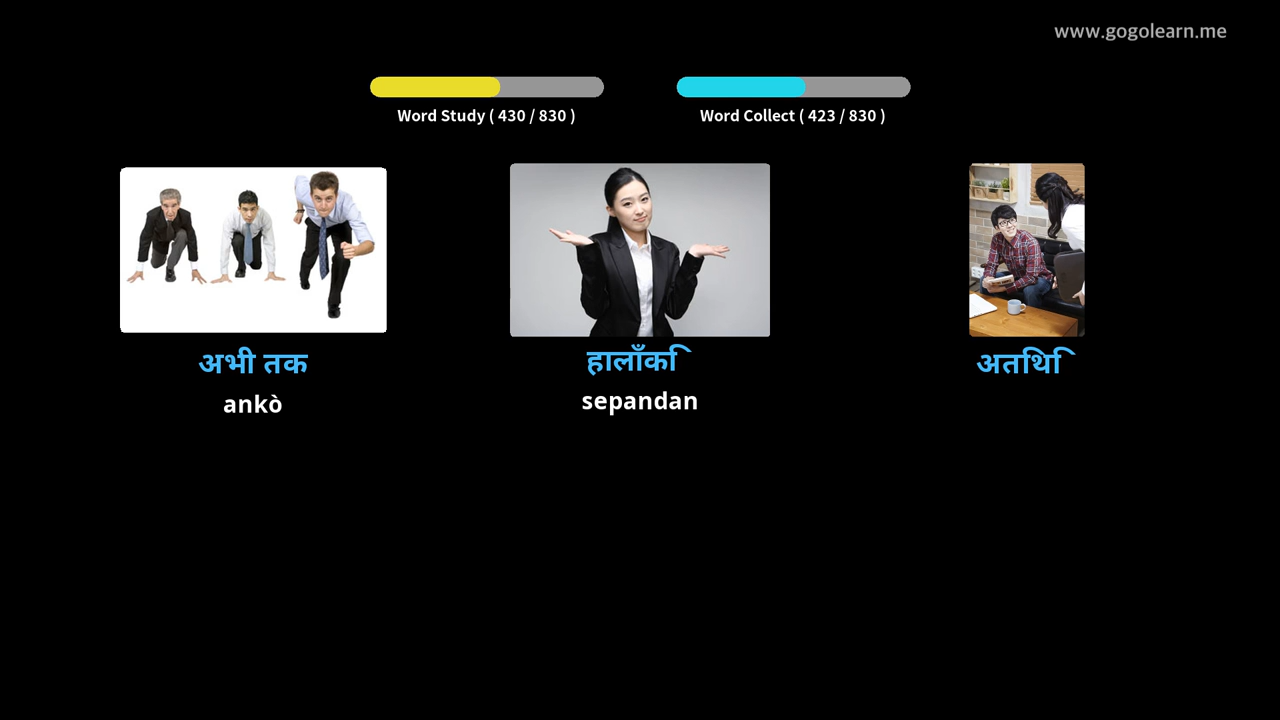 www.gogolearn.me
Word Study ( 430 / 830 )
Word Collect ( 423 / 830 )
अभी तक
हालाँकि
अतिथि
ankò
sepandan